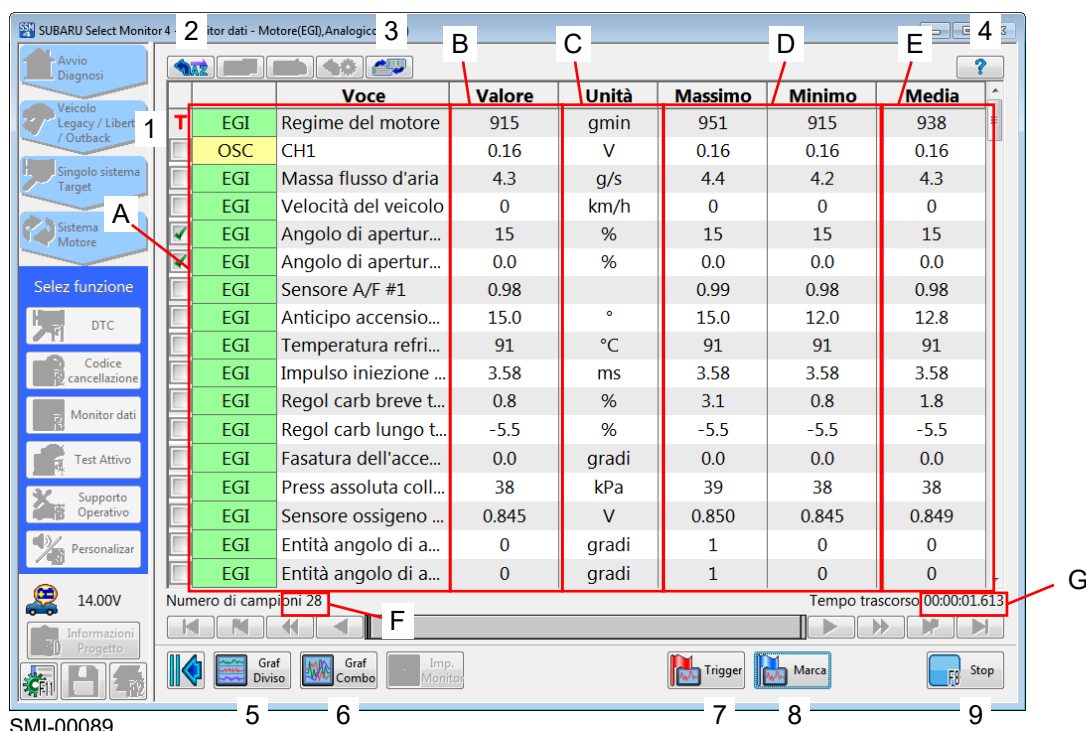 SUBARU Select Monitor 4 - Monitor dati - Motore(EGI),Analogico
2
3
4
B
C
D
E
Avvio
Diagnosi
Veicolo
Legacy / Libert
/ Outback
1
Singolo sistema
Target
A
Sistema
Motore
Selez funzione
DTC
Codice
cancellazione
Monitor dati
Test Attivo
Supporto
Operativo
Personalizar
14.00V
Informazioni
Progetto
F11
F12
AZ
?
Voce Valore Unità Massimo Minimo Media
T EGI Regime del motore 915 gmin 951 915 938
OSC CH1 0.16 V 0.16 0.16 0.16
EGI Massa flusso d'aria 4.3 g/s 4.4 4.2 4.3
EGI Velocità del veicolo 0 km/h 0 0 0
EGI Angolo di apertur... 15 % 15 15 15
EGI Angolo di apertur... 0.0 % 0.0 0.0 0.0
EGI Sensore A/F #1 0.98 0.99 0.98 0.98
EGI Anticipo accensio... 15.0 ° 15.0 12.0 12.8
EGI Temperatura refri... 91 °C 91 91 91
EGI Impulso iniezione ... 3.58 ms 3.58 3.58 3.58
EGI Regol carb breve t... 0.8 % 3.1 0.8 1.8
EGI Regol carb lungo t... -5.5 % -5.5 -5.5 -5.5
EGI Fasatura dell'acce... 0.0 gradi 0.0 0.0 0.0
EGI Press assoluta coll... 38 kPa 39 38 38
EGI Sensore ossigeno ... 0.845 V 0.850 0.845 0.849
EGI Entità angolo di a... 0 gradi 1 0 0
EGI Entità angolo di a... 0 gradi 1 0 0
Numero di campioni 28 Tempo trascorso 00:00:01.613
F
G
Graf
Diviso
Graf
Combo
Imp.
Monitor
Trigger
Marca
F8 Stop
5
6
7
8
9
SMI-00089